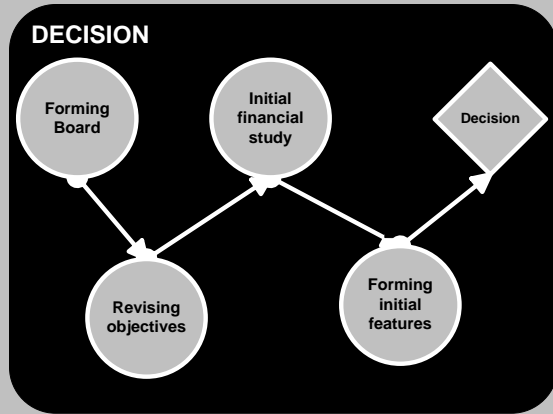 DECISION
Forming
Board
Revising
objectives
Initial
financial
study
Forming
initial
features
Decision